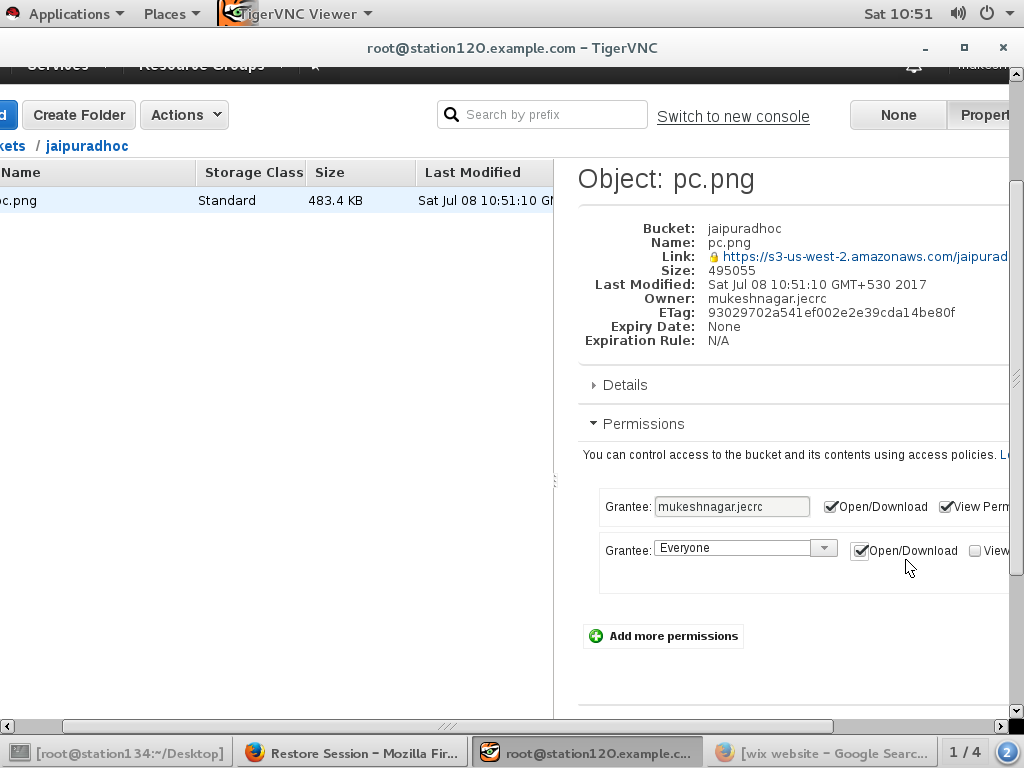 Applications Places TigerVNC Viewer Sat 10:51
root@station120.example.com – TigerVNC
Services Resource Groups
Create Folder Actions Search by prefix Switch to new console None
jaipuradhoc
Name Storage Class Size Last Modified
pc.png Standard 483.4 KB Sat Jul 08 10:51:10
Object: pc.png
Bucket: jaipuradhoc
Name: pc.png
Link: https://s3-us-west-2.amazonaws.com/jaipurad
Size: 495055
Last Modified: Sat Jul 08 10:51:10 GMT+530 2017
Owner: mukeshnagar.jecrc
ETag: 93029702a541ef002e2e39cda14be80f
Expiry Date: None
Expiration Rule: N/A
Details
Permissions
You can control access to the bucket and its contents using access policies.
Grantee: mukeshnagar.jecrc Open/Download View Perm
Grantee: Everyone Open/Download View
Add more permissions
[root@station134:~/Desktop] Restore Session – Mozilla Fir... root@station120.example.c... [wix website – Google Searc... 1 / 4 2